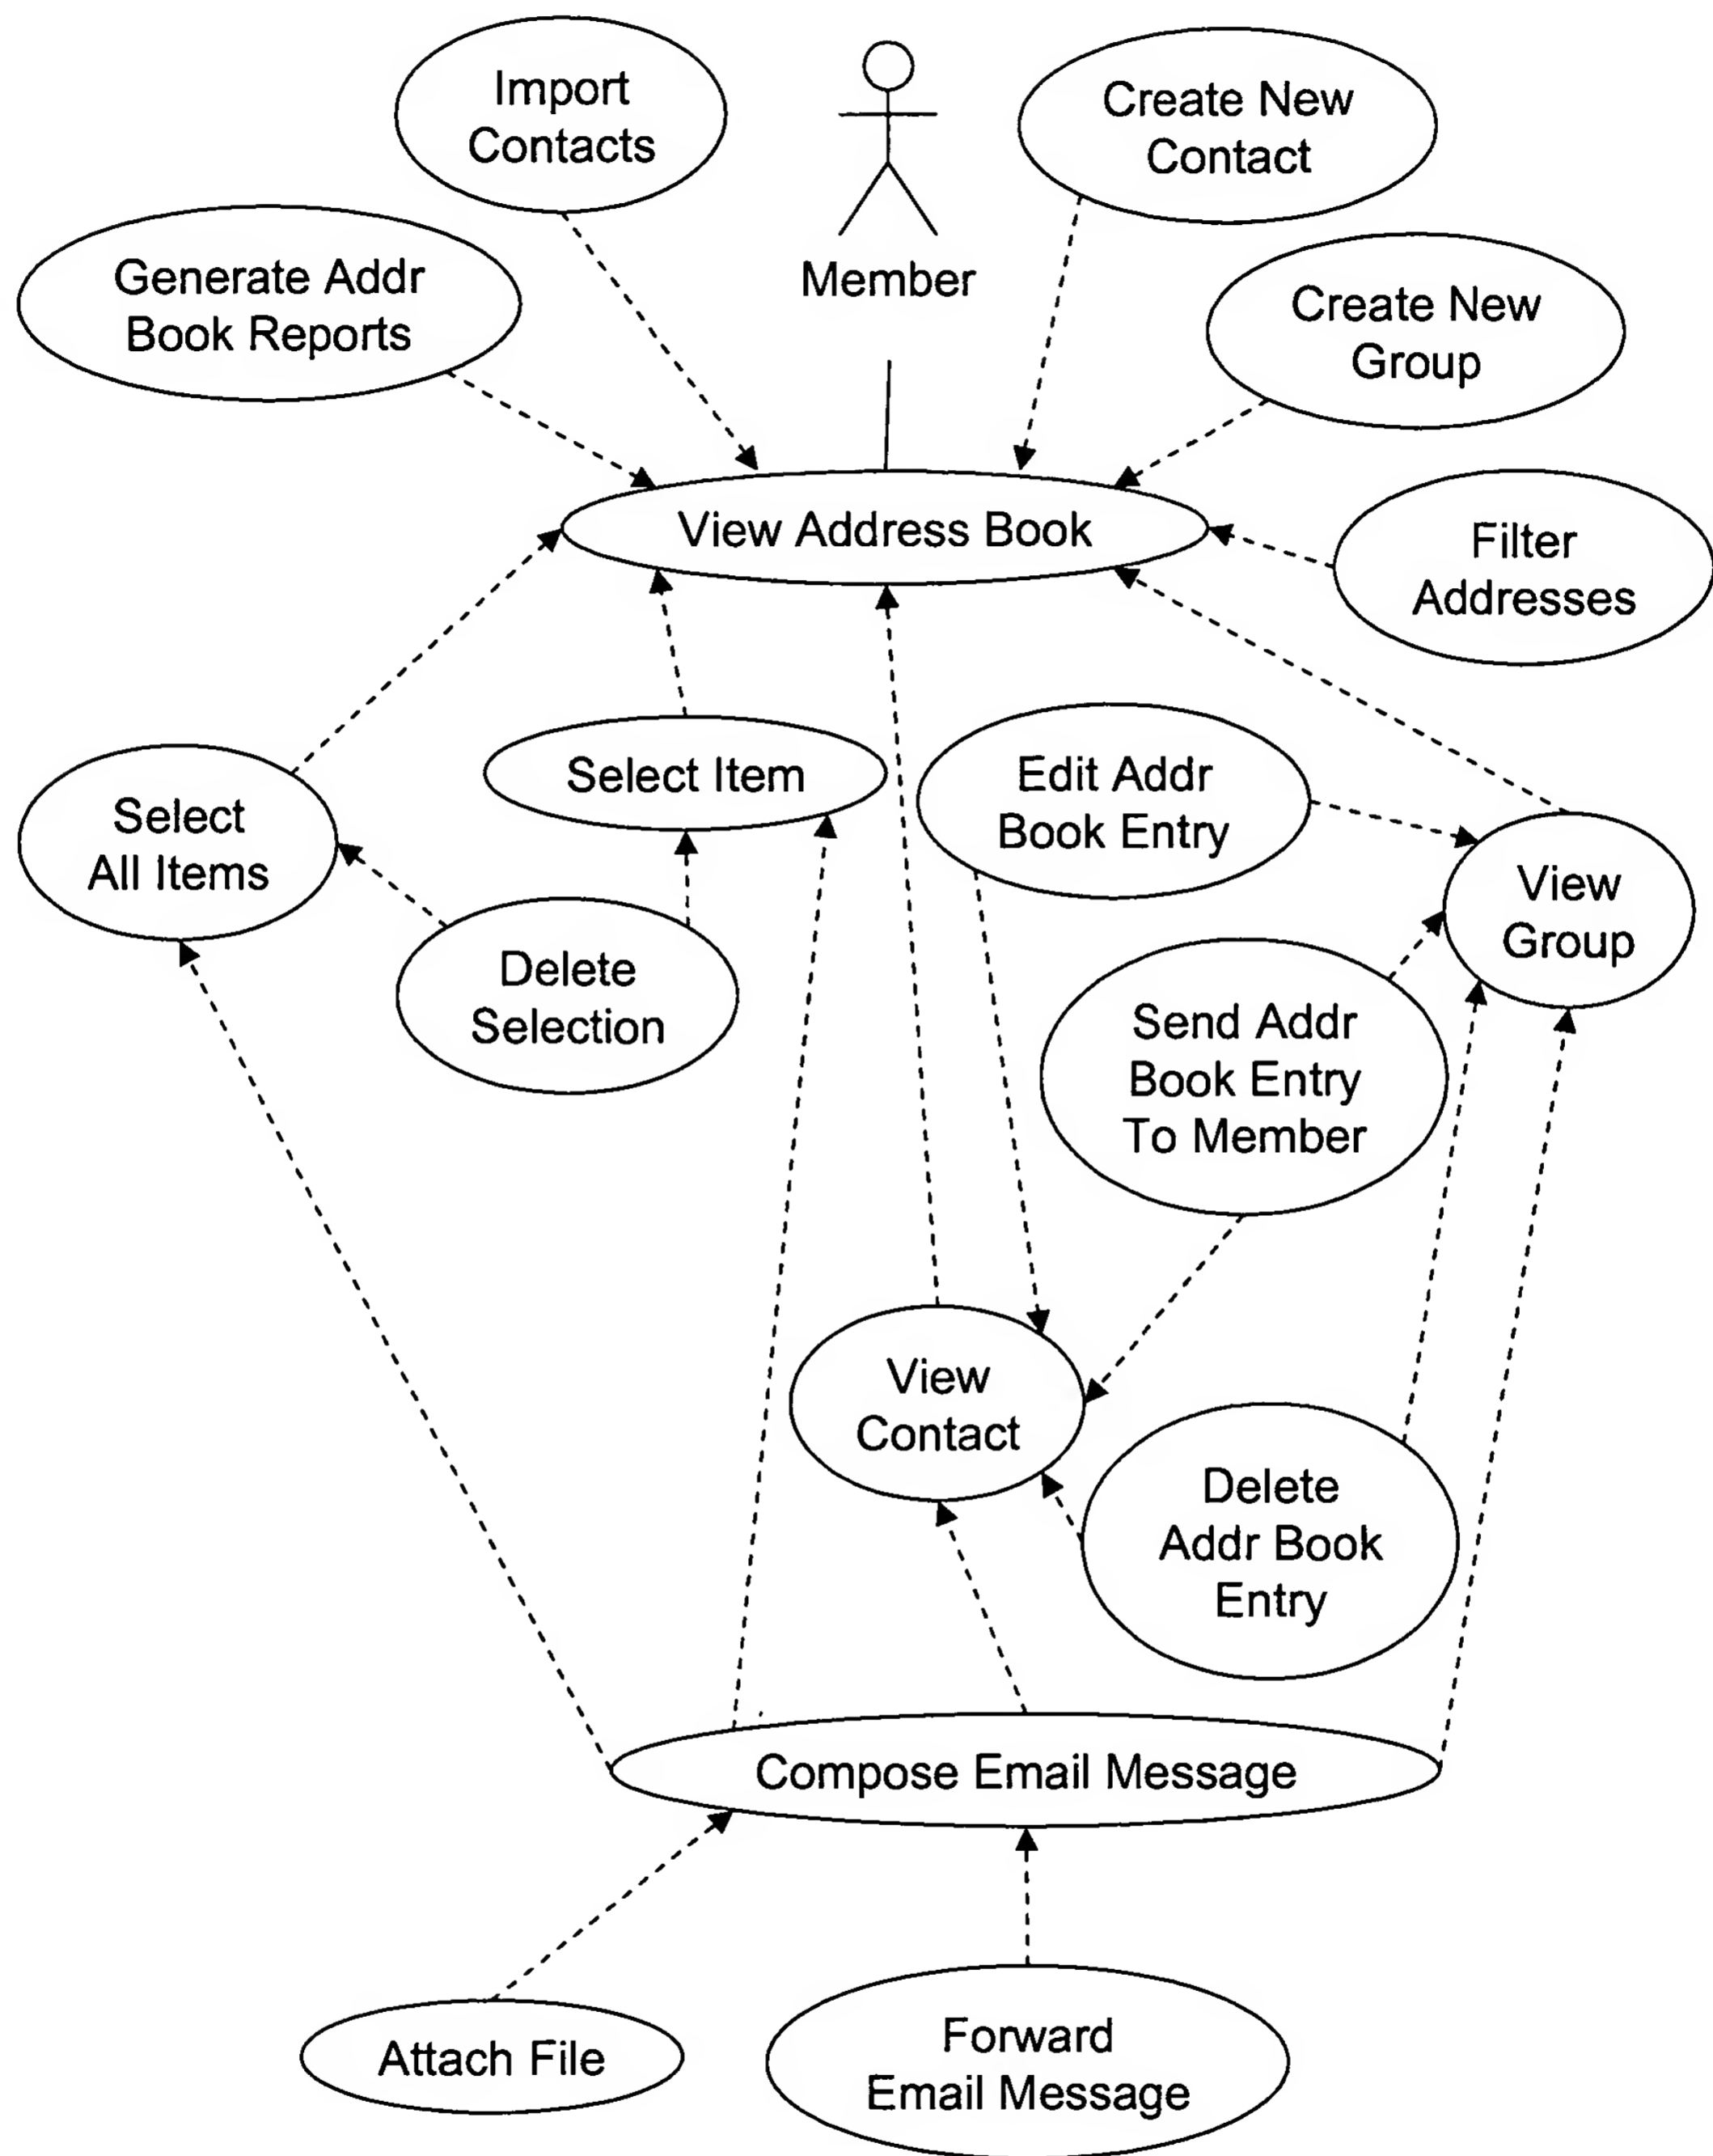 Import
Contacts
Create New
Contact
Generate Addr
Book Reports
Member
Create New
Group
View Address Book
Filter
Addresses
Select Item
Edit Addr
Book Entry
Select
All Items
View
Group
Delete
Selection
Send Addr
Book Entry
To Member
View
Contact
Delete
Addr Book
Entry
Compose Email Message
Attach File
Forward
Email Message